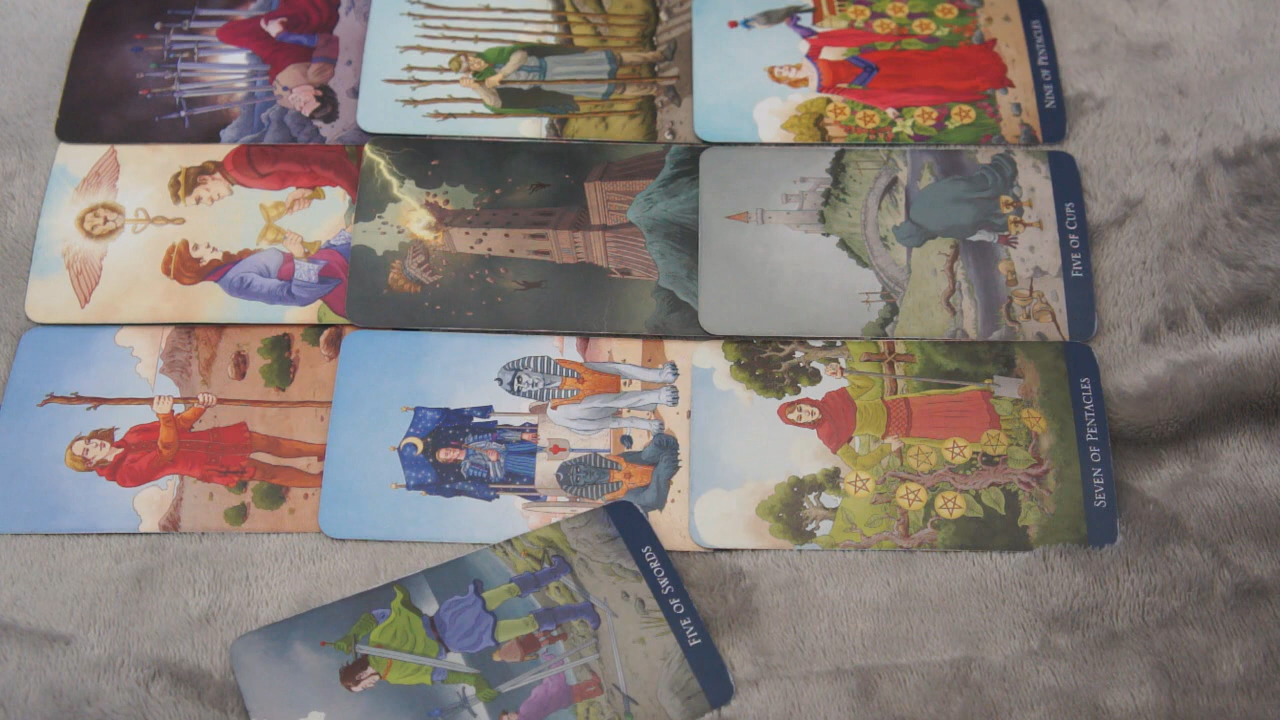 NINE OF PENTACLES
FIVE OF CUPS
SEVEN OF PENTACLES
FIVE OF SWORDS